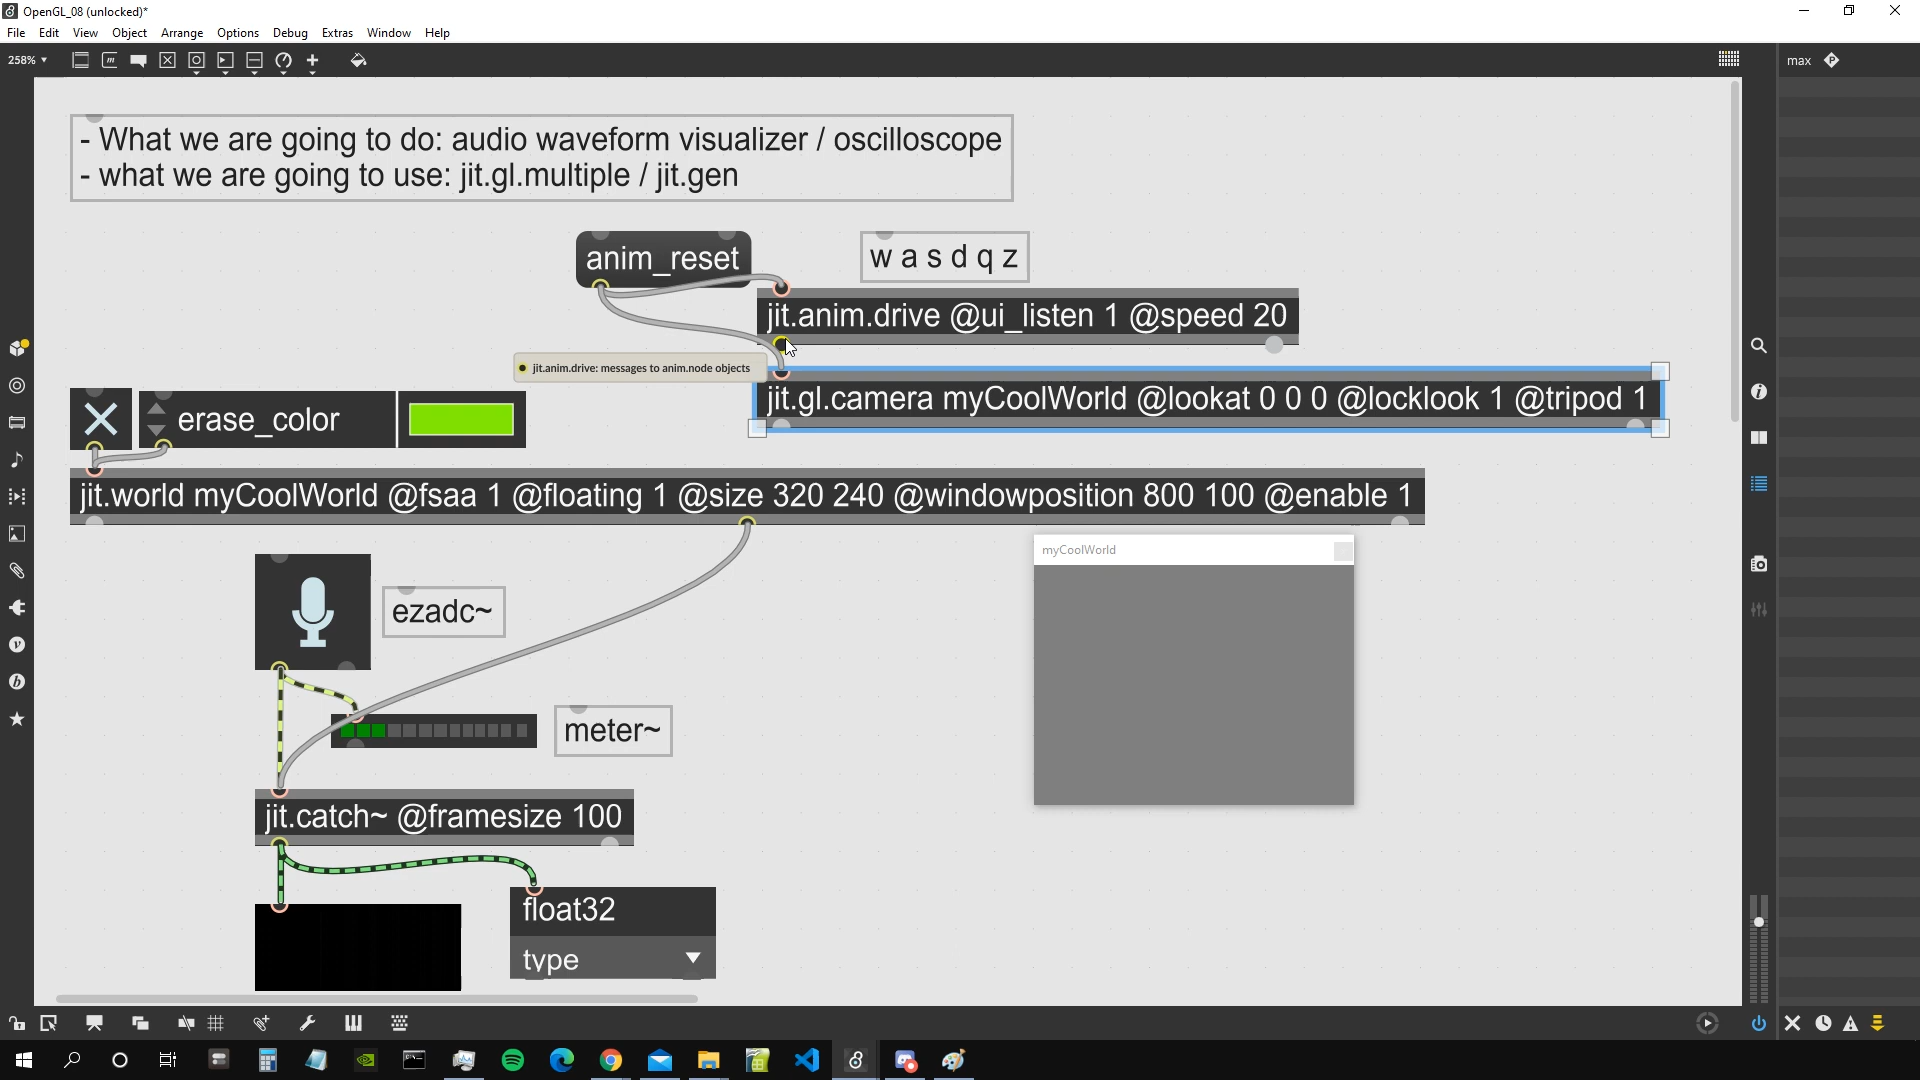 OpenGL_08 (unlocked)*
File Edit View Object Arrange Options Debug Extras Window Help
258%
max
- What we are going to do: audio waveform visualizer / oscilloscope
- what we are going to use: jit.gl.multiple / jit.gen
anim_reset
w a s d q z
jit.anim.drive @ui_listen 1 @speed 20
jit.anim.drive: messages to anim.node objects
jit.gl.camera myCoolWorld @lookat 0 0 0 @locklook 1 @tripod 1
erase_color
jit.world myCoolWorld @fsaa 1 @floating 1 @size 320 240 @windowposition 800 100 @enable 1
myCoolWorld
ezadc~
meter~
jit.catch~ @framesize 100
float32
type